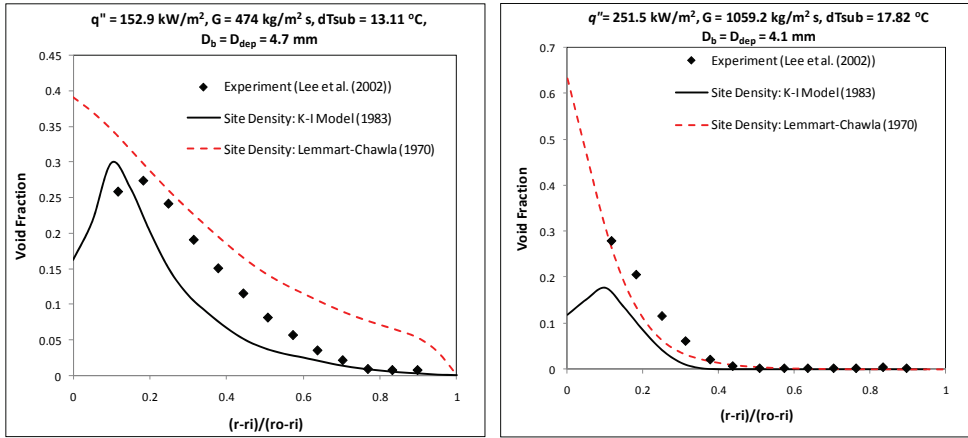 q" = 152.9 kW/m², G = 474 kg/m² s, dTsub = 13.11 °C,
D_b = D_dep = 4.7 mm
Experiment (Lee et al. (2002))
Site Density: K-I Model (1983)
Site Density: Lemmart-Chawla (1970)
Void Fraction
0.45
0.4
0.35
0.3
0.25
0.2
0.15
0.1
0.05
0
0 0.2 0.4 0.6 0.8 1
(r-ri)/(ro-ri)
q"= 251.5 kW/m², G = 1059.2 kg/m² s, dTsub = 17.82 °C
D_b = D_dep = 4.1 mm
Experiment (Lee et al. (2002))
Site Density: K-I Model (1983)
Site Density: Lemmart-Chawla (1970)
Void Fraction
0.7
0.6
0.5
0.4
0.3
0.2
0.1
0
0 0.2 0.4 0.6 0.8 1
(r-ri)/(ro-ri)